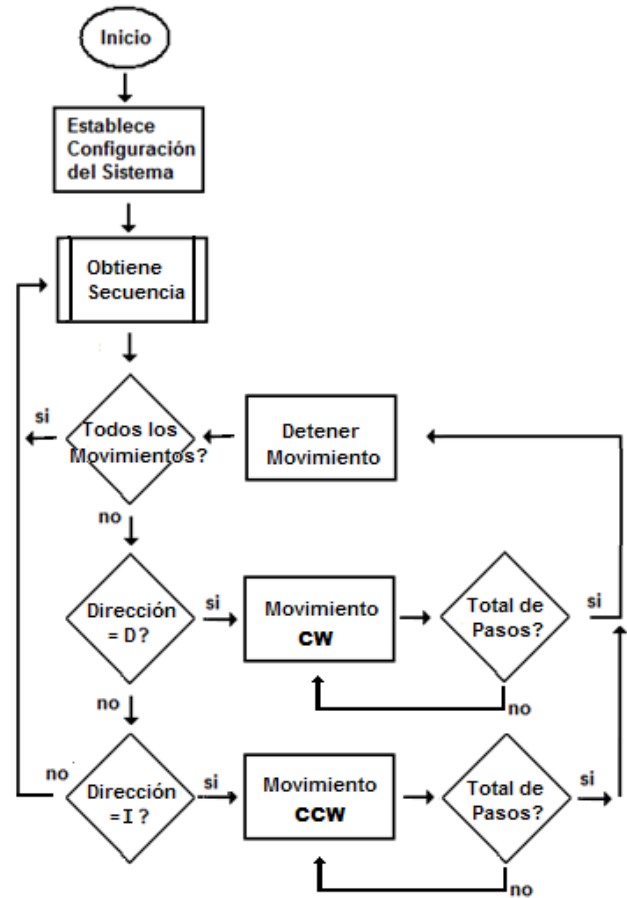 Inicio
Establece
Configuración
del Sistema
Obtiene
Secuencia
si
Todos los
Movimientos?
Detener
Movimiento
no
Dirección
= D?
si
Movimiento
CW
Total de
Pasos?
si
no
no
no
Dirección
=I ?
si
Movimiento
CCW
Total de
Pasos?
si
no